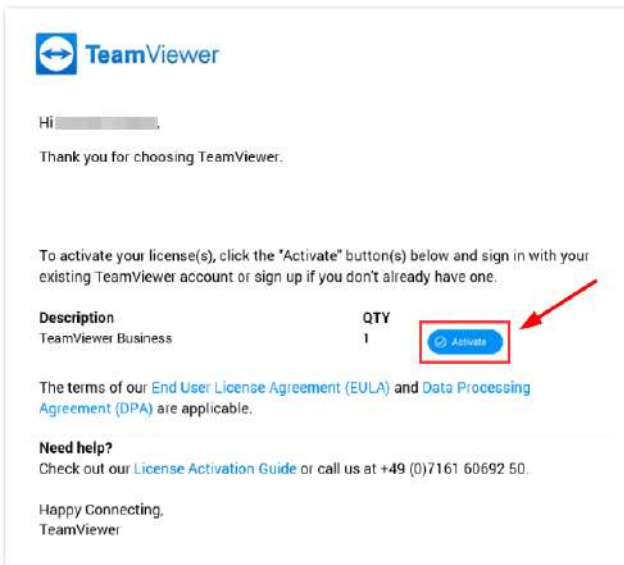 TeamViewer
Hi ,
Thank you for choosing TeamViewer.
To activate your license(s), click the "Activate" button(s) below and sign in with your
existing TeamViewer account or sign up if you don't already have one.
Description QTY
TeamViewer Business 1 Activate
The terms of our End User License Agreement (EULA) and Data Processing
Agreement (DPA) are applicable.
Need help?
Check out our License Activation Guide or call us at +49 (0)7161 60692 50.
Happy Connecting,
TeamViewer